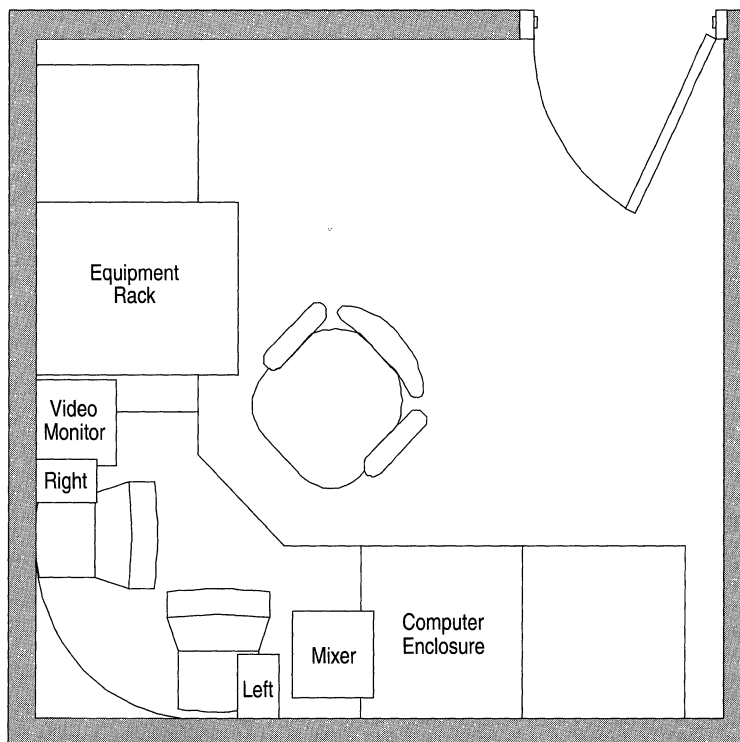 Equipment
Rack
Video
Monitor
Right
Computer
Enclosure
Mixer
Left